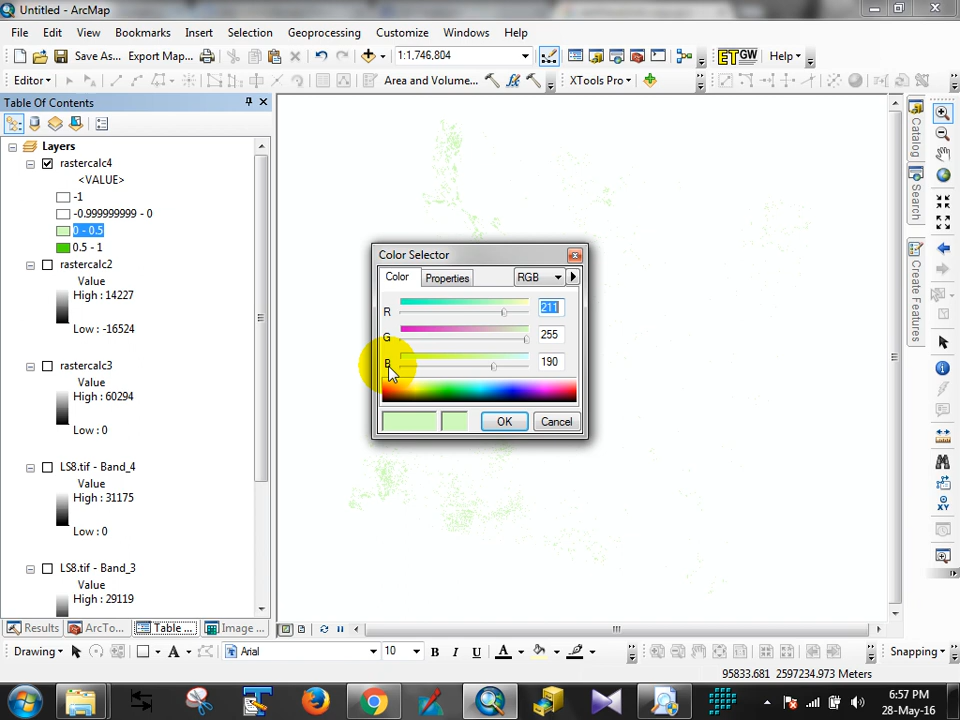 Untitled - ArcMap
File Edit View Bookmarks Insert Selection Geoprocessing Customize Windows Help
Save As... Export Map... 1:1,746,804 ETGW Help
Editor Area and Volume... XTools Pro
Table Of Contents
Layers
rastercalc4
<VALUE>
-1
-0.999999999 - 0
0 - 0.5
0.5 - 1
rastercalc2
Value
High : 14227
Low : -16524
rastercalc3
Value
High : 60294
Low : 0
LS8.tif - Band_4
Value
High : 31175
Low : 0
LS8.tif - Band_3
Value
High : 29119
Color Selector
Color Properties RGB
R 211
G 255
B 190
OK Cancel
Catalog
Search
Create Features
XY
Results ArcTo... Table ... Image ...
Drawing A Arial 10 B I U A Snapping
95833.681 2597234.973 Meters
6:57 PM
28-May-16